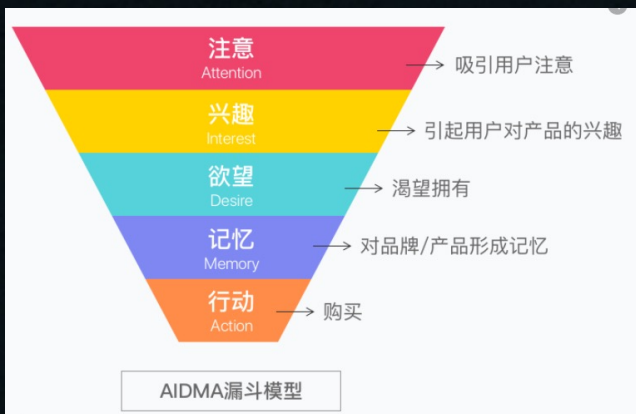 注意
Attention
吸引用户注意
兴趣
Interest
引起用户对产品的兴趣
欲望
Desire
渴望拥有
记忆
Memory
对品牌/产品形成记忆
行动
Action
购买
AIDMA漏斗模型